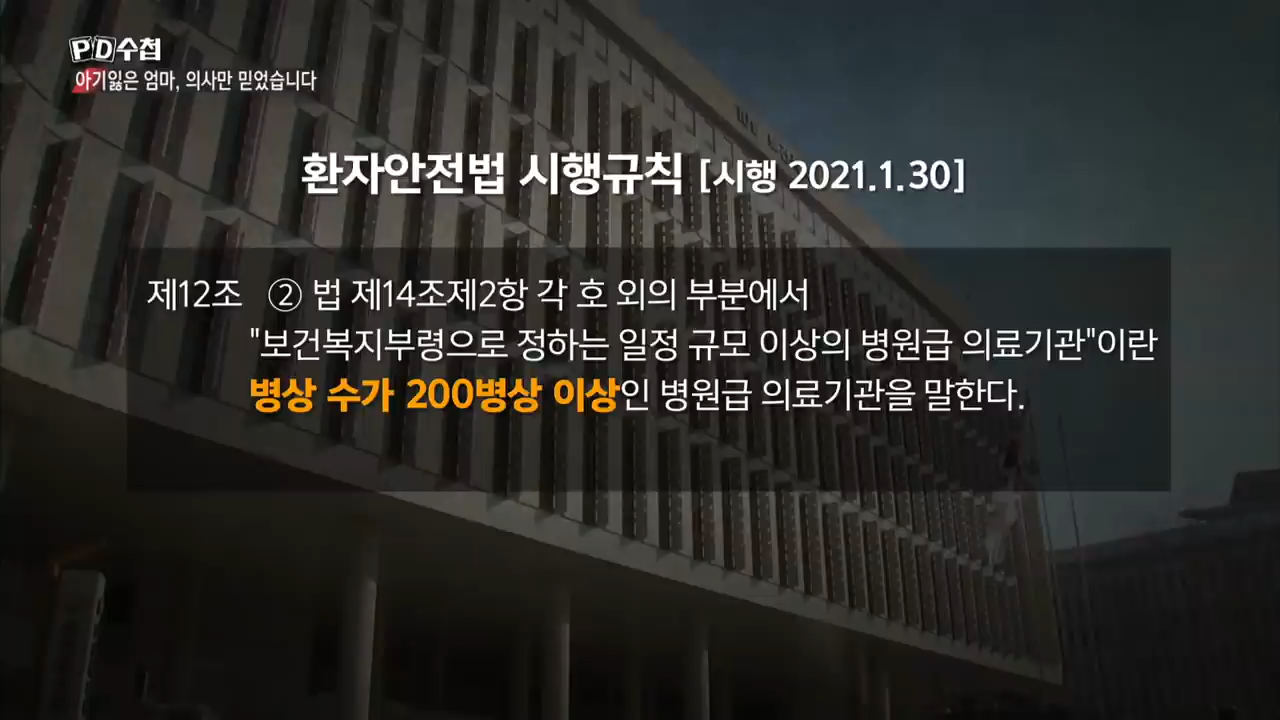 PD수첩
아기잃은 엄마, 의사만 믿었습니다
환자안전법 시행규칙 [시행 2021.1.30]
제12조 ② 법 제14조제2항 각 호 외의 부분에서
"보건복지부령으로 정하는 일정 규모 이상의 병원급 의료기관"이란
병상 수가 200병상 이상인 병원급 의료기관을 말한다.